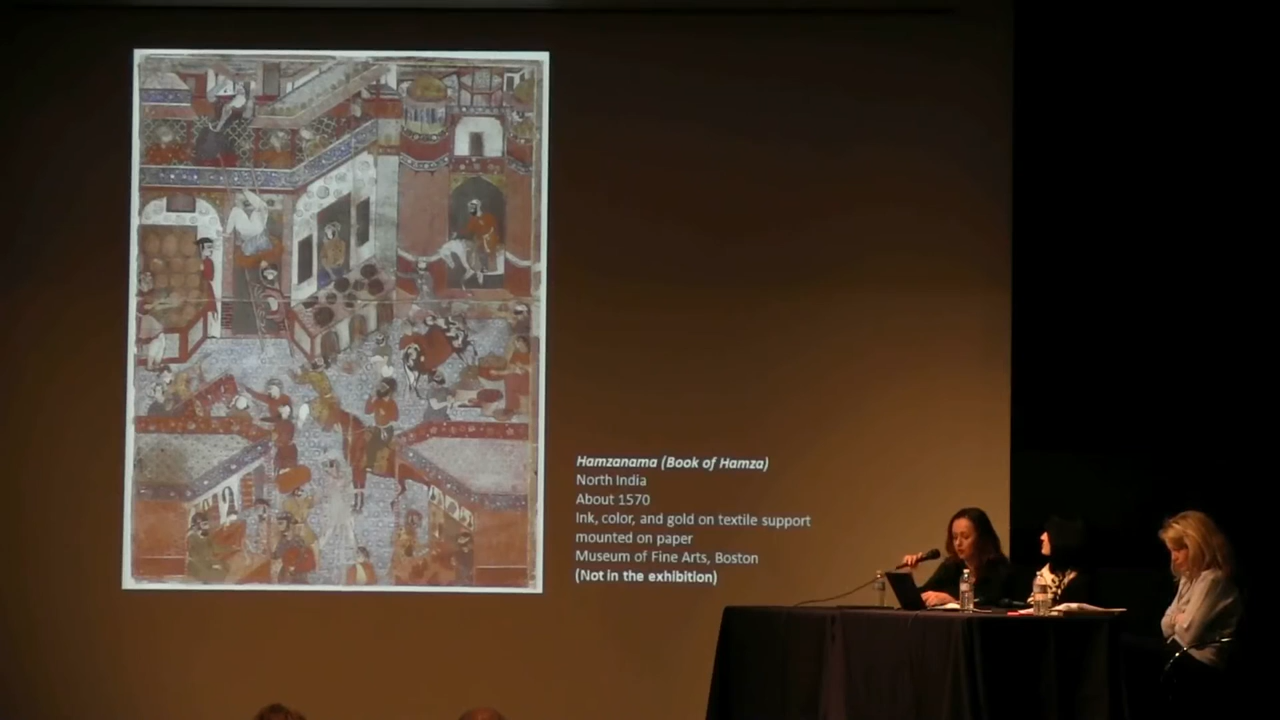 Hamzanama (Book of Hamza)
North India
About 1570
Ink, color, and gold on textile support
mounted on paper
Museum of Fine Arts, Boston
(Not in the exhibition)